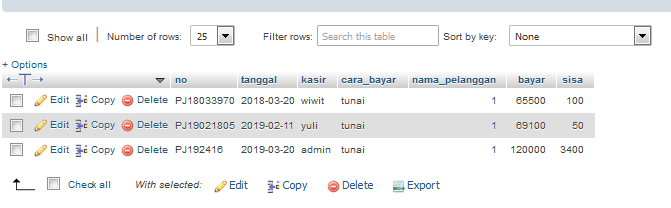 Show all Number of rows: 25 Filter rows: Search this table Sort by key: None
+ Options
no tanggal kasir cara_bayar nama_pelanggan bayar sisa
Edit Copy Delete PJ18033970 2018-03-20 wiwit tunai 1 65500 100
Edit Copy Delete PJ19021805 2019-02-11 yuli tunai 1 69100 50
Edit Copy Delete PJ192416 2019-03-20 admin tunai 1 120000 3400
Check all With selected: Edit Copy Delete Export